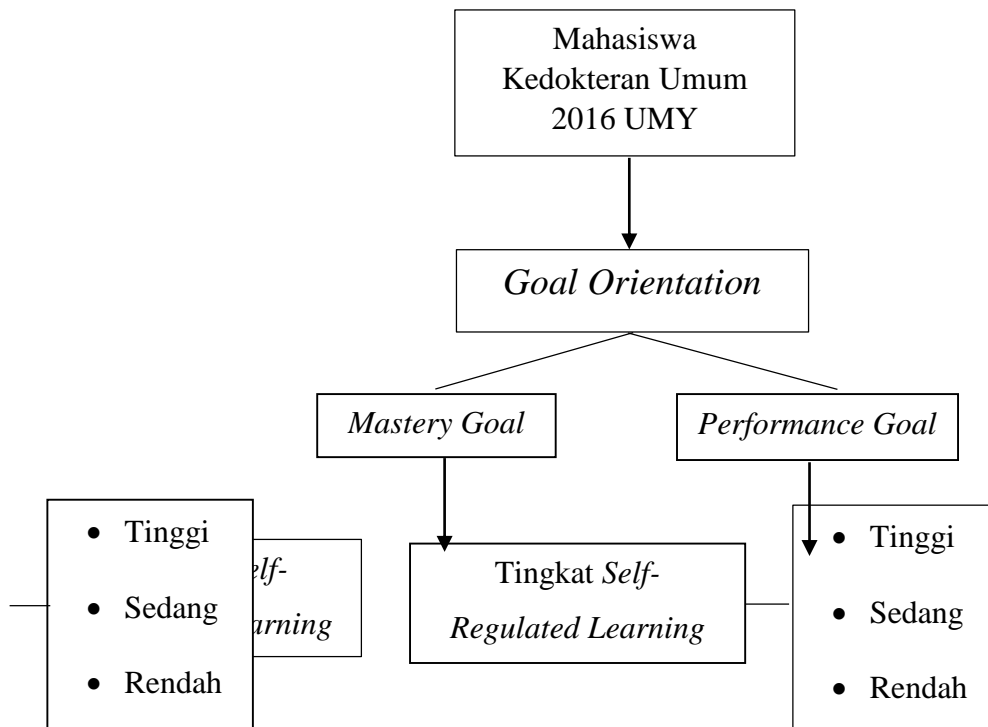 Mahasiswa
Kedokteran Umum
2016 UMY
Goal Orientation
Mastery Goal
Performance Goal
• Tinggi
• Sedang
• Rendah
Tingkat Self-
Regulated Learning
• Tinggi
• Sedang
• Rendah